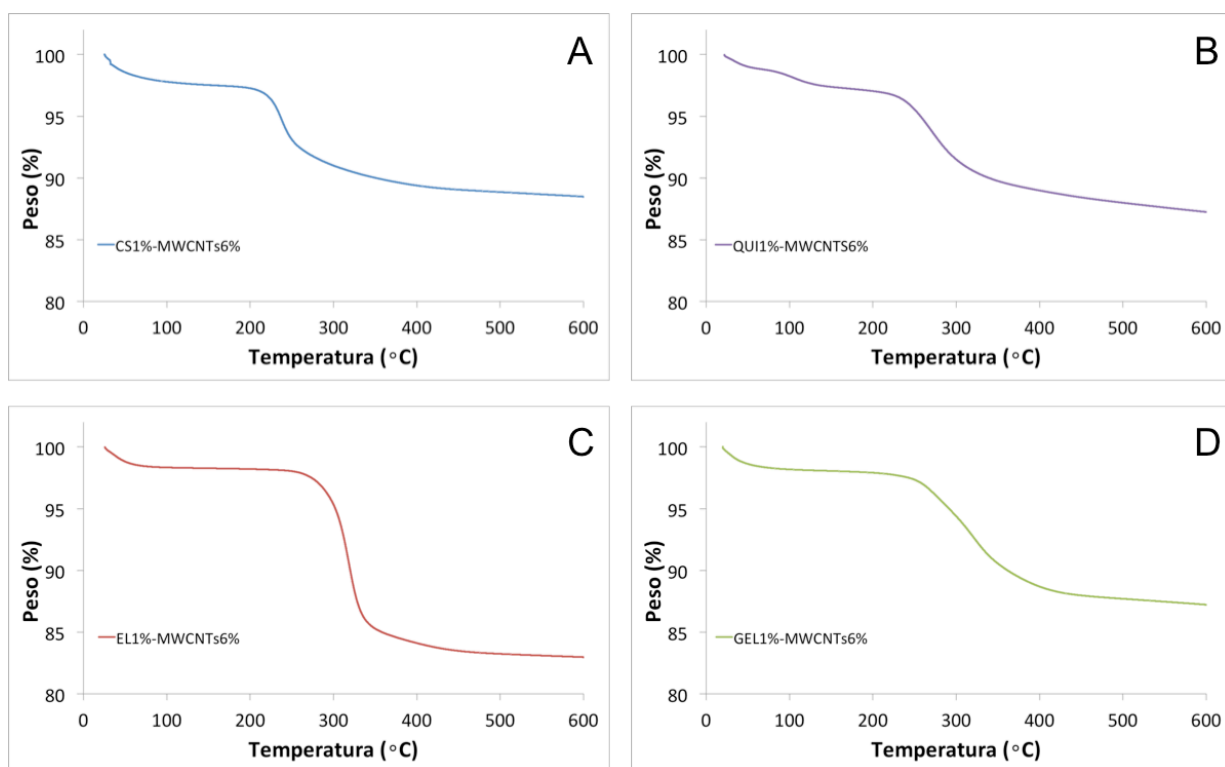 A
100
95
90
85
80
Peso (%)
CS1%-MWCNTs6%
0 100 200 300 400 500 600
Temperatura (°C)
B
100
95
90
85
80
Peso (%)
QUI1%-MWCNTS6%
0 100 200 300 400 500 600
Temperatura (°C)
C
100
95
90
85
80
Peso (%)
EL1%-MWCNTs6%
0 100 200 300 400 500 600
Temperatura (°C)
D
100
95
90
85
80
Peso (%)
GEL1%-MWCNTs6%
0 100 200 300 400 500 600
Temperatura (°C)